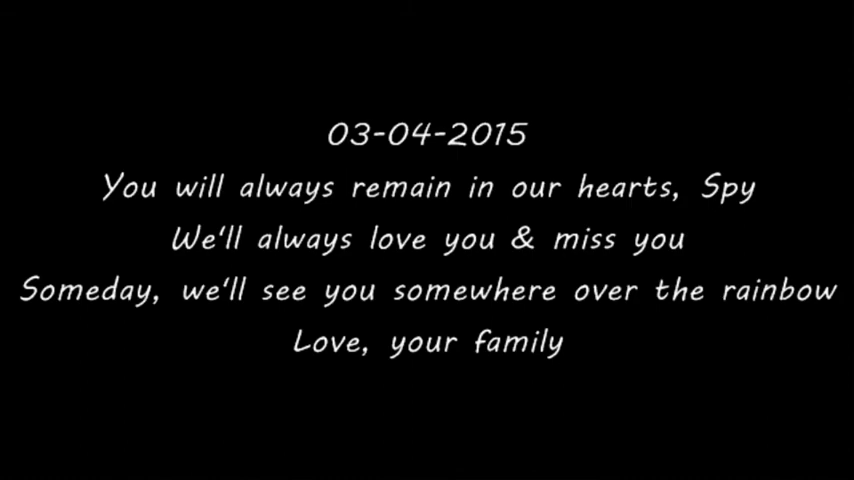 03-04-2015
You will always remain in our hearts, Spy
We'll always love you & miss you
Someday, we'll see you somewhere over the rainbow
Love, your family